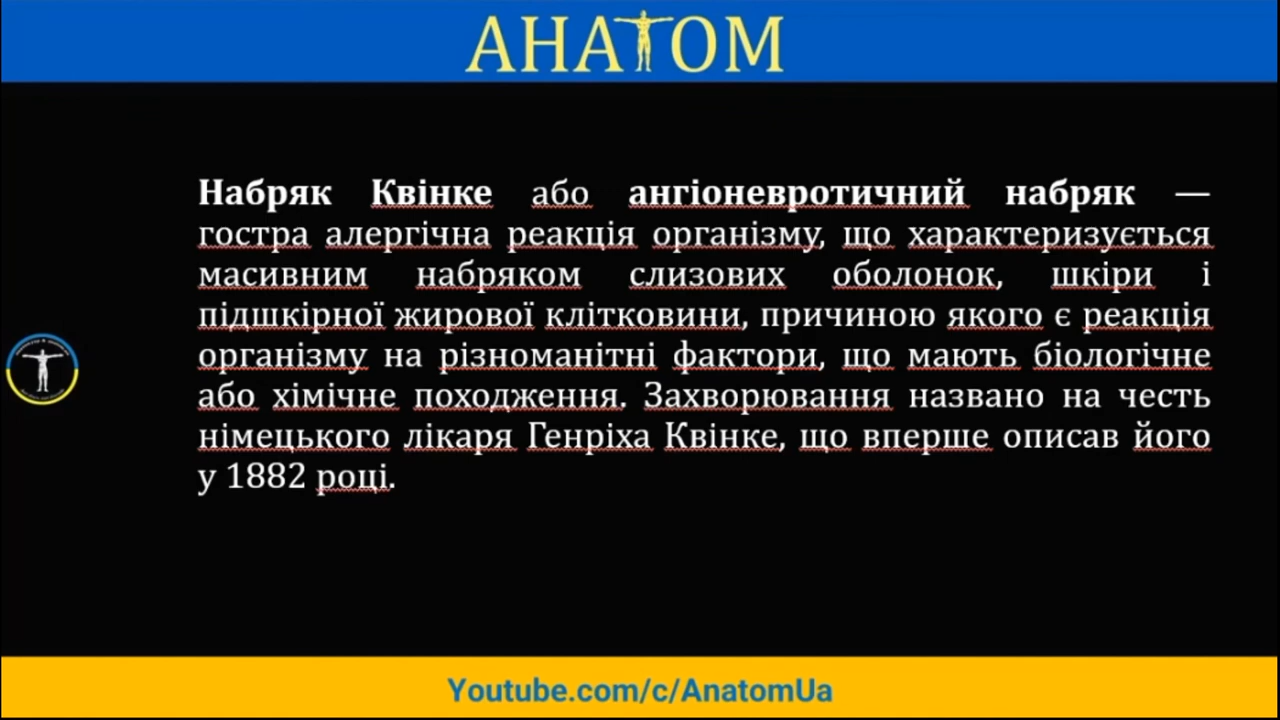 АНАТОМ
Набряк Квінке або ангіоневротичний набряк —
гостра алергічна реакція організму, що характеризується
масивним набряком слизових оболонок, шкіри і
підшкірної жирової клітковини, причиною якого є реакція
організму на різноманітні фактори, що мають біологічне
або хімічне походження. Захворювання названо на честь
німецького лікаря Генріха Квінке, що вперше описав його
у 1882 році.
Youtube.com/c/AnatomUa